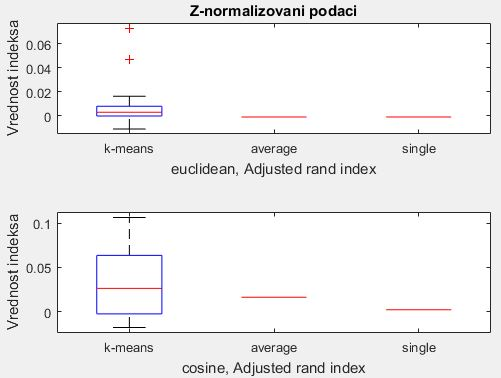 Z-normalizovani podaci
Vrednost indeksa
0.06
0.04
0.02
0
k-means average single
euclidean, Adjusted rand index
Vrednost indeksa
0.1
0.05
0
k-means average single
cosine, Adjusted rand index